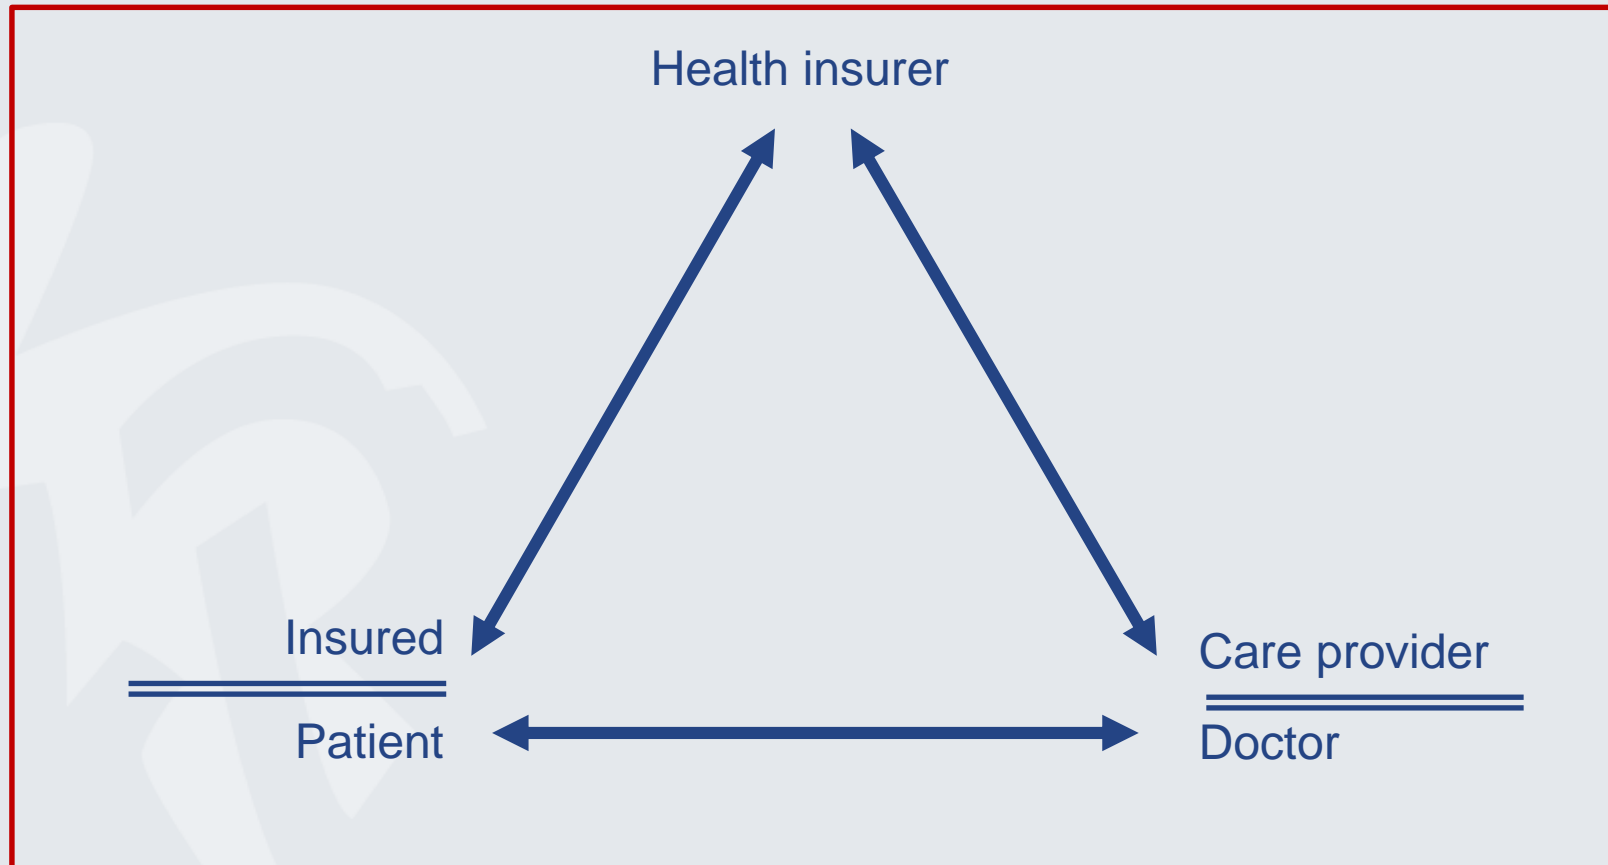 Health insurer
Insured
Patient
Care provider
Doctor